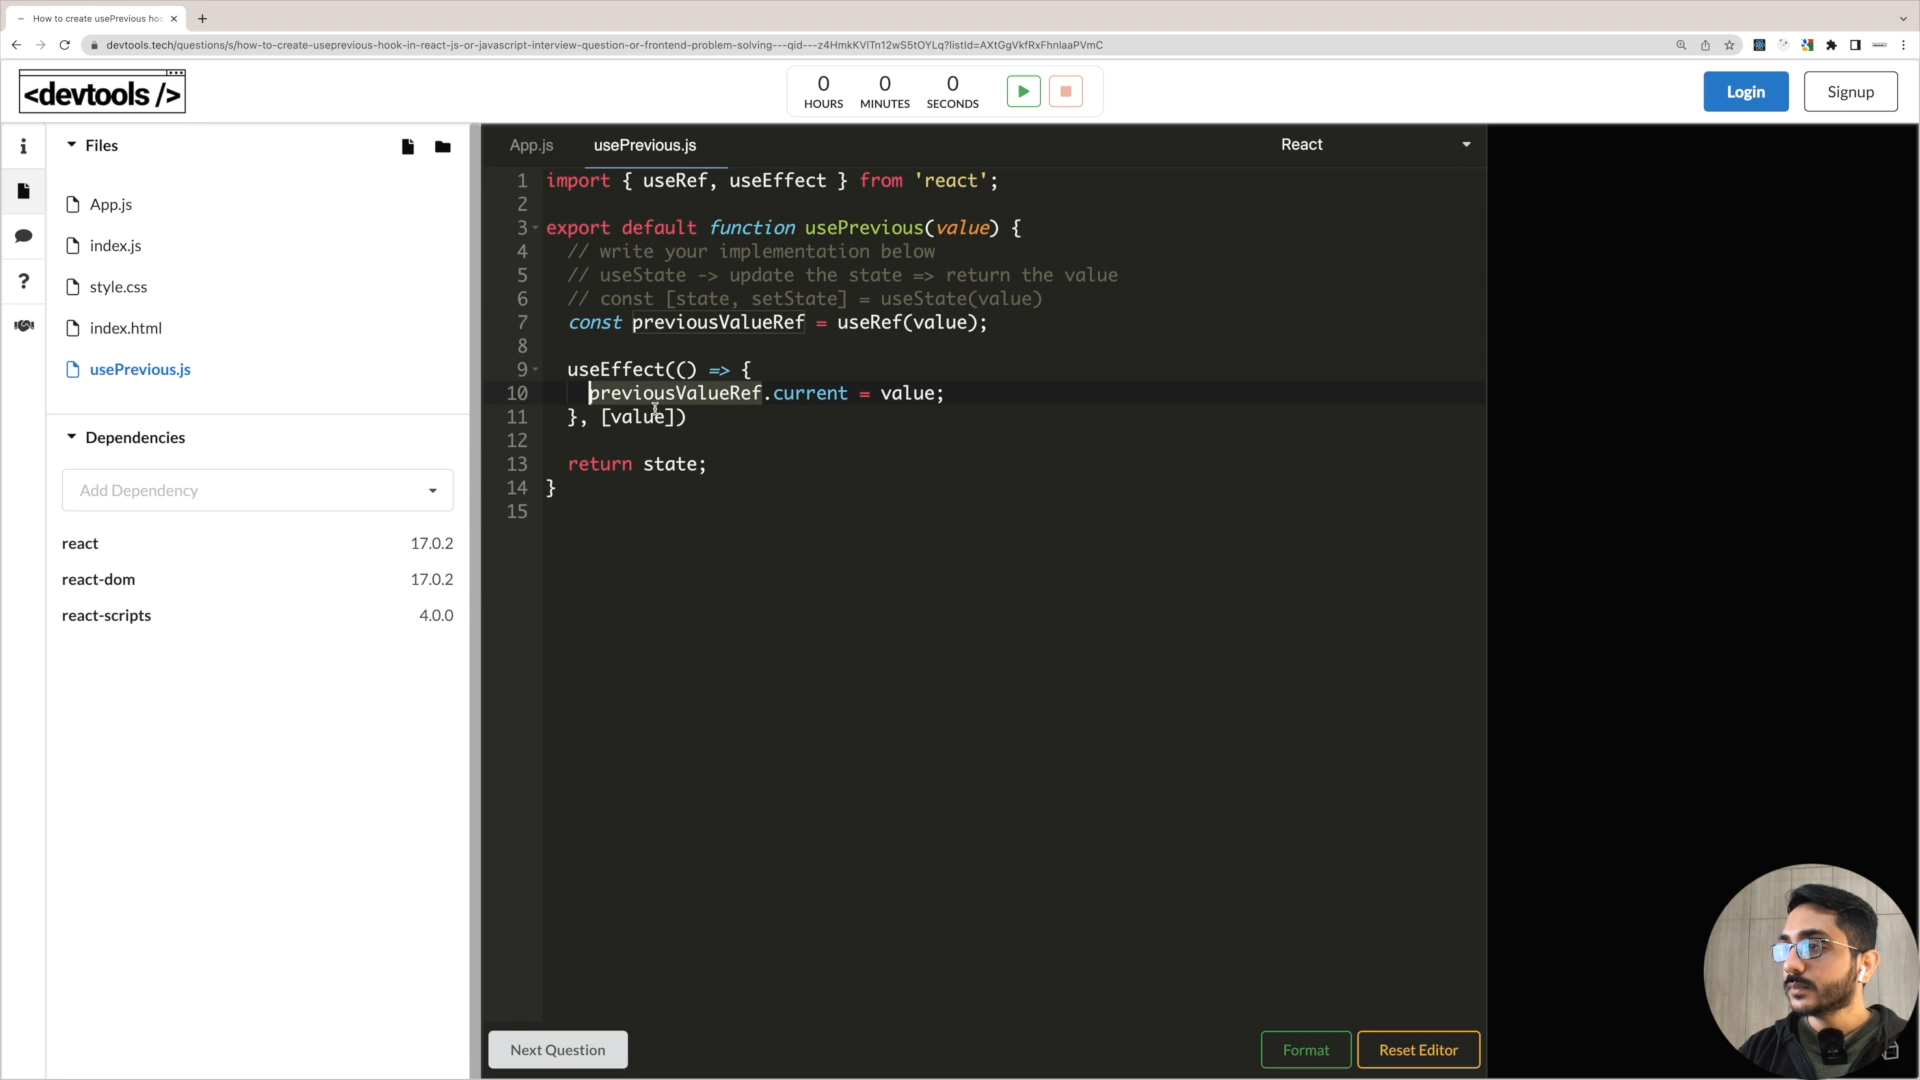 How to create usePrevious hoo
devtools.tech/questions/s/how-to-create-useprevious-hook-in-react-js-or-javascript-interview-question-or-frontend-problem-solving---qid---z4HmkKVlTn12wS5tOYLq?listId=AXtGgVkfRxFhnIaaPVmC
<devtools />
0 0 0
HOURS MINUTES SECONDS
Login
Signup
Files
App.js
index.js
style.css
index.html
usePrevious.js
Dependencies
Add Dependency
react 17.0.2
react-dom 17.0.2
react-scripts 4.0.0
App.js usePrevious.js React
1 import { useRef, useEffect } from 'react';
2
3 export default function usePrevious(value) {
4 // write your implementation below
5 // useState -> update the state => return the value
6 // const [state, setState] = useState(value)
7 const previousValueRef = useRef(value);
8
9 useEffect(() => {
10 previousValueRef.current = value;
11 }, [value])
12
13 return state;
14 }
15
Next Question
Format
Reset Editor